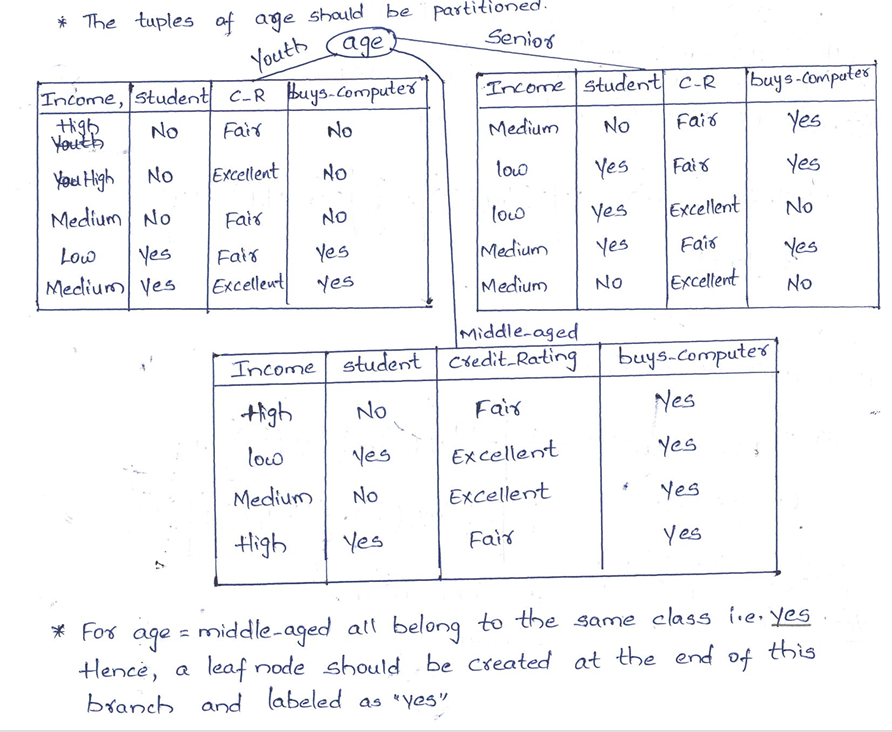 * The tuples of age should be partitioned.
Youth age Senior
Income, Student C-R buys-computer
High No Fair No
High No Excellent No
Medium No Fair No
Low Yes Fair Yes
Medium Yes Excellent Yes
Income student C-R buys-computer
Medium No Fair Yes
low Yes Fair Yes
low Yes Excellent No
Medium Yes Fair Yes
Medium No Excellent No
Middle-aged
Income student Credit_Rating buys-computer
High No Fair Yes
low Yes Excellent Yes
Medium No Excellent Yes
High Yes Fair Yes
* For age = middle-aged all belong to the same class i.e. yes
Hence, a leaf node should be created at the end of this
branch and labeled as "yes"